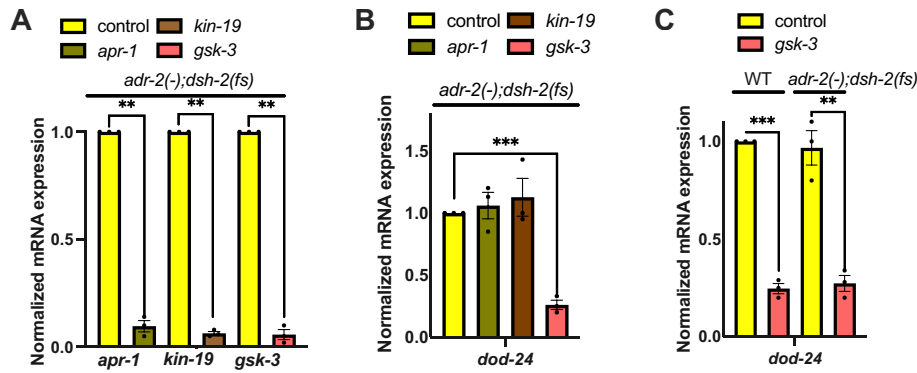 A
control
kin-19
apr-1
gsk-3
adr-2(-);dsh-2(fs)
** ** **
Normalized mRNA expression
1.0
0.5
0.0
apr-1 kin-19 gsk-3
B
control
kin-19
apr-1
gsk-3
adr-2(-);dsh-2(fs)
***
Normalized mRNA expression
1.5
1.0
0.5
0.0
dod-24
C
control
gsk-3
WT adr-2(-);dsh-2(fs)
*** **
Normalized mRNA expression
1.0
0.5
0.0
dod-24